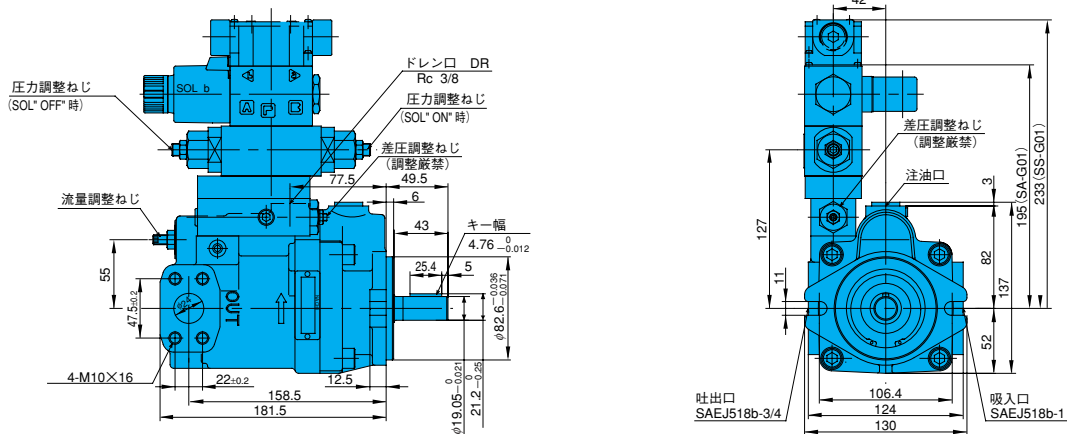 SOL b
A
P
B
圧力調整ねじ
(SOL" OFF" 時)
ドレン口 DR
Rc 3/8
圧力調整ねじ
(SOL" ON" 時)
差圧調整ねじ
(調整厳禁)
77.5
49.5
6
流量調整ねじ
43
キー幅
4.76 0 -0.012
55
25.4
5
47.5±0.2
OUT
φ82.6 -0.036 -0.071
4-M10×16
22±0.2
12.5
158.5
181.5
φ19.05 0 -0.021
21.2 0 -0.25
42
差圧調整ねじ
(調整厳禁)
注油口
3
195 (SA-G01)
233 (SS-G01)
127
11
82
137
52
吐出口
SAEJ518b-3/4
106.4
124
130
吸入口
SAEJ518b-1